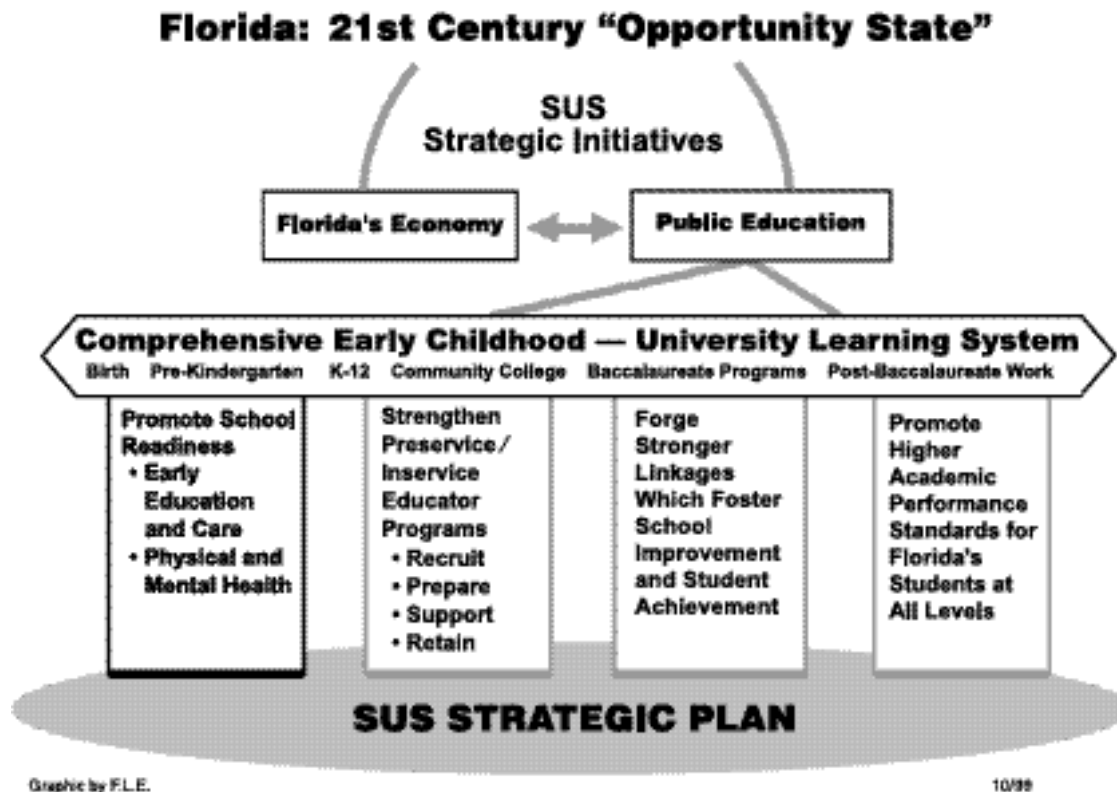 Florida: 21st Century “Opportunity State”
SUS
Strategic Initiatives
Florida's Economy
Public Education
Comprehensive Early Childhood — University Learning System
Birth Pre-Kindergarten K-12 Community College Baccalaureate Programs Post-Baccalaureate Work
Promote School
Readiness
• Early
Education
and Care
• Physical and
Mental Health
Strengthen
Preservice/
Inservice
Educator
Programs
• Recruit
• Prepare
• Support
• Retain
Forge
Stronger
Linkages
Which Foster
School
Improvement
and Student
Achievement
Promote
Higher
Academic
Performance
Standards for
Florida's
Students at
All Levels
SUS STRATEGIC PLAN
Graphic by F.L.E.
10/99